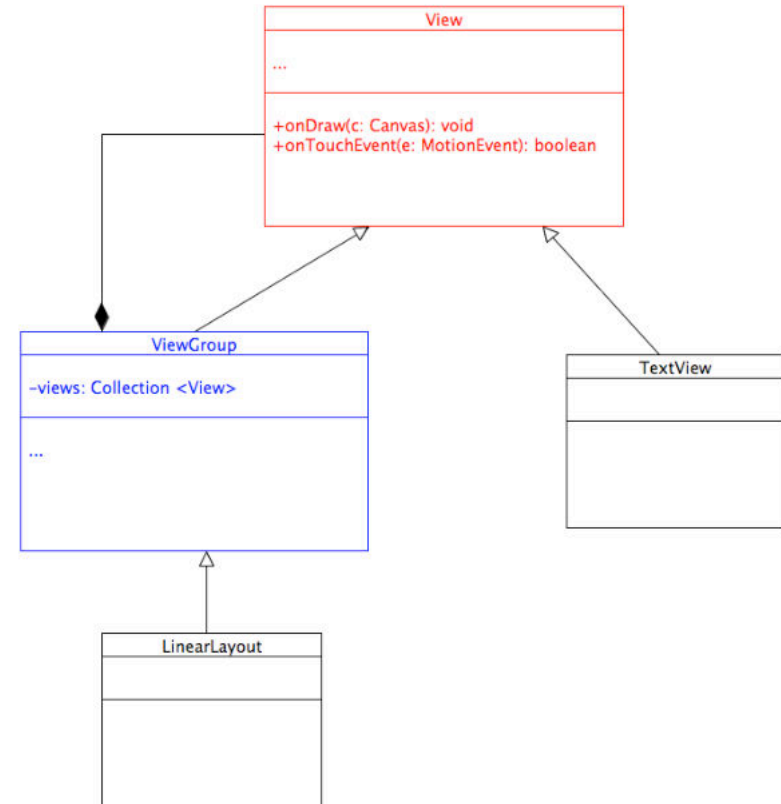 View
...
+onDraw(c: Canvas): void
+onTouchEvent(e: MotionEvent): boolean
ViewGroup
-views: Collection <View>
...
TextView
LinearLayout